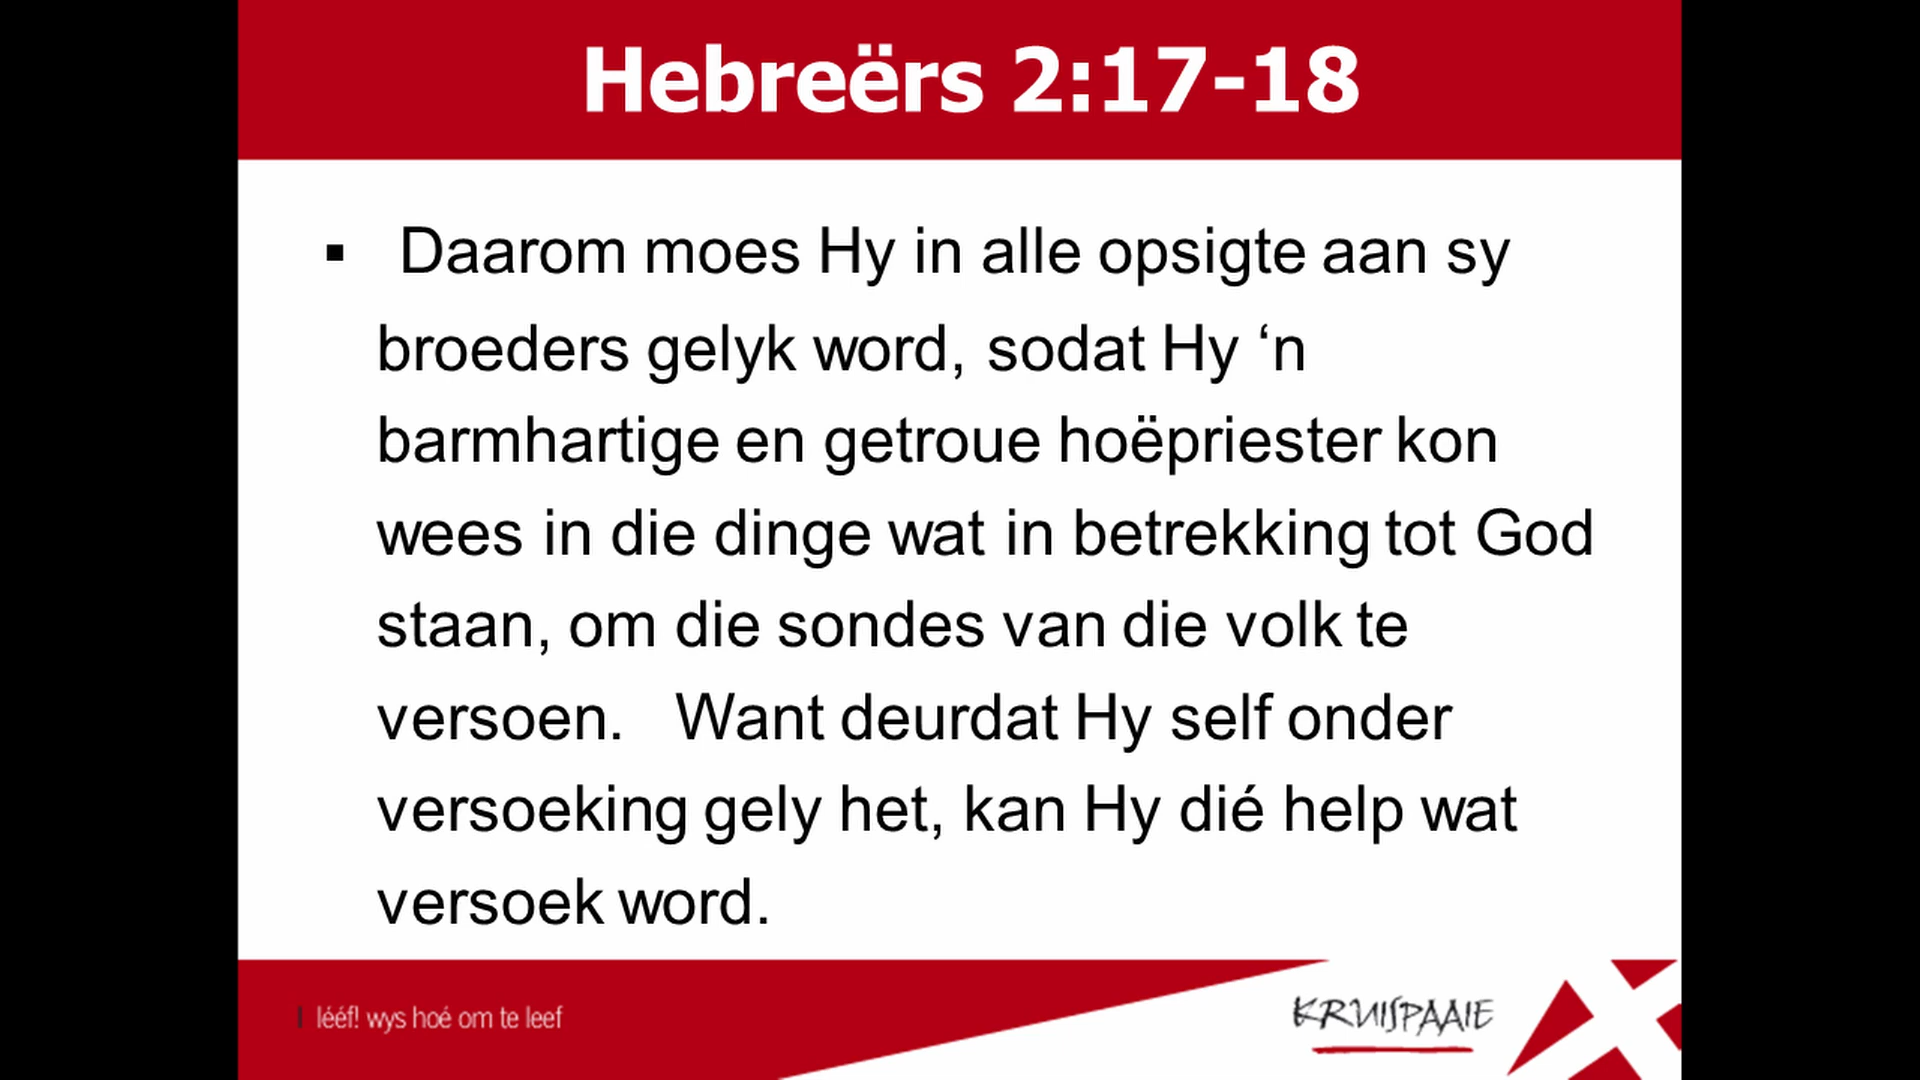 Hebreërs 2:17-18
▪ Daarom moes Hy in alle opsigte aan sy
broeders gelyk word, sodat Hy ‘n
barmhartige en getroue hoëpriester kon
wees in die dinge wat in betrekking tot God
staan, om die sondes van die volk te
versoen. Want deurdat Hy self onder
versoeking gely het, kan Hy dié help wat
versoek word.
| lééf! wys hoé om te leef
KRUISPAAIE